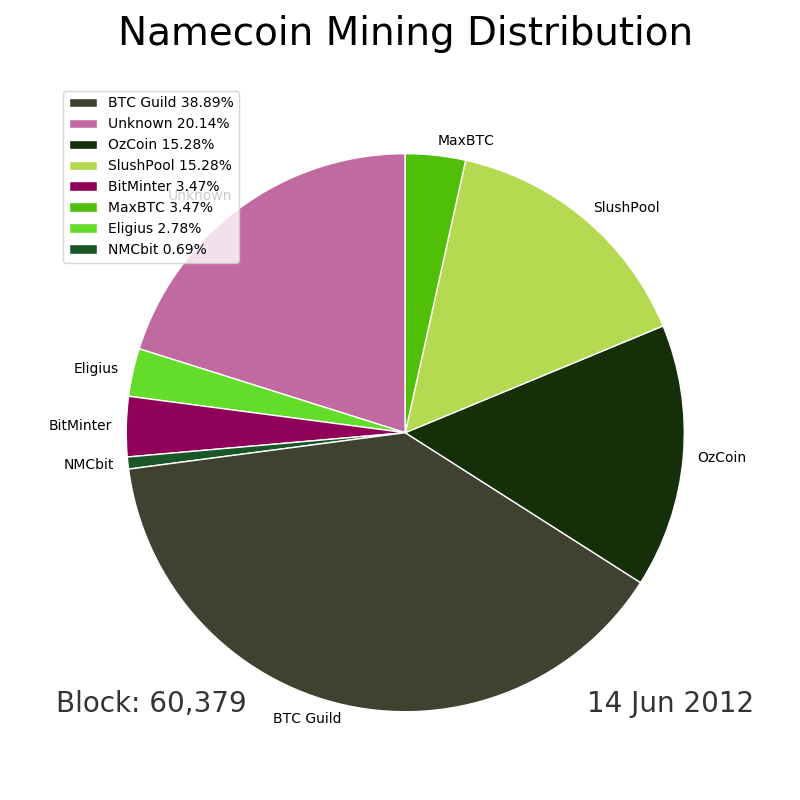 Namecoin Mining Distribution
BTC Guild 38.89%
Unknown 20.14%
OzCoin 15.28%
SlushPool 15.28%
BitMinter 3.47%
MaxBTC 3.47%
Eligius 2.78%
NMCbit 0.69%
Unknown
MaxBTC
SlushPool
Eligius
BitMinter
NMCbit
OzCoin
BTC Guild
Block: 60,379
14 Jun 2012